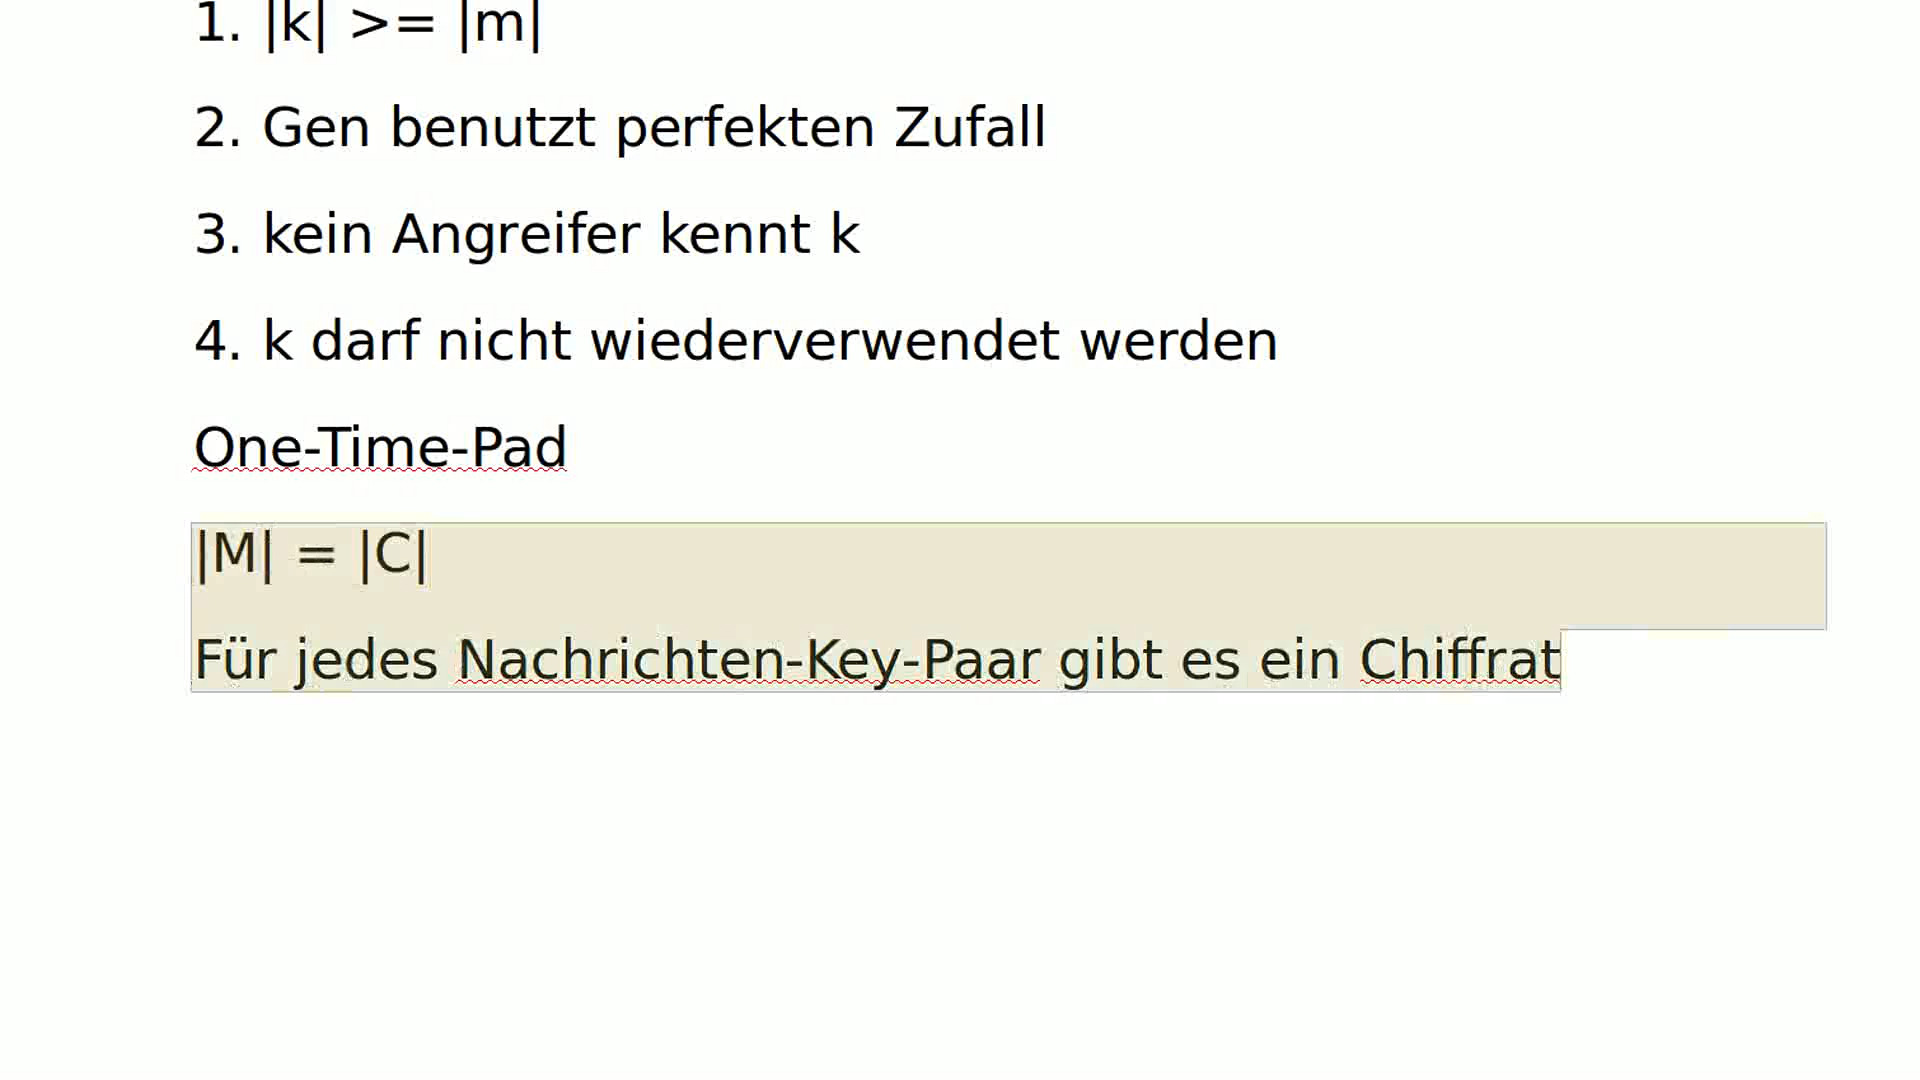 1. |k| >= |m|
2. Gen benutzt perfekten Zufall
3. kein Angreifer kennt k
4. k darf nicht wiederverwendet werden
One-Time-Pad
|M| = |C|
Für jedes Nachrichten-Key-Paar gibt es ein Chiffrat